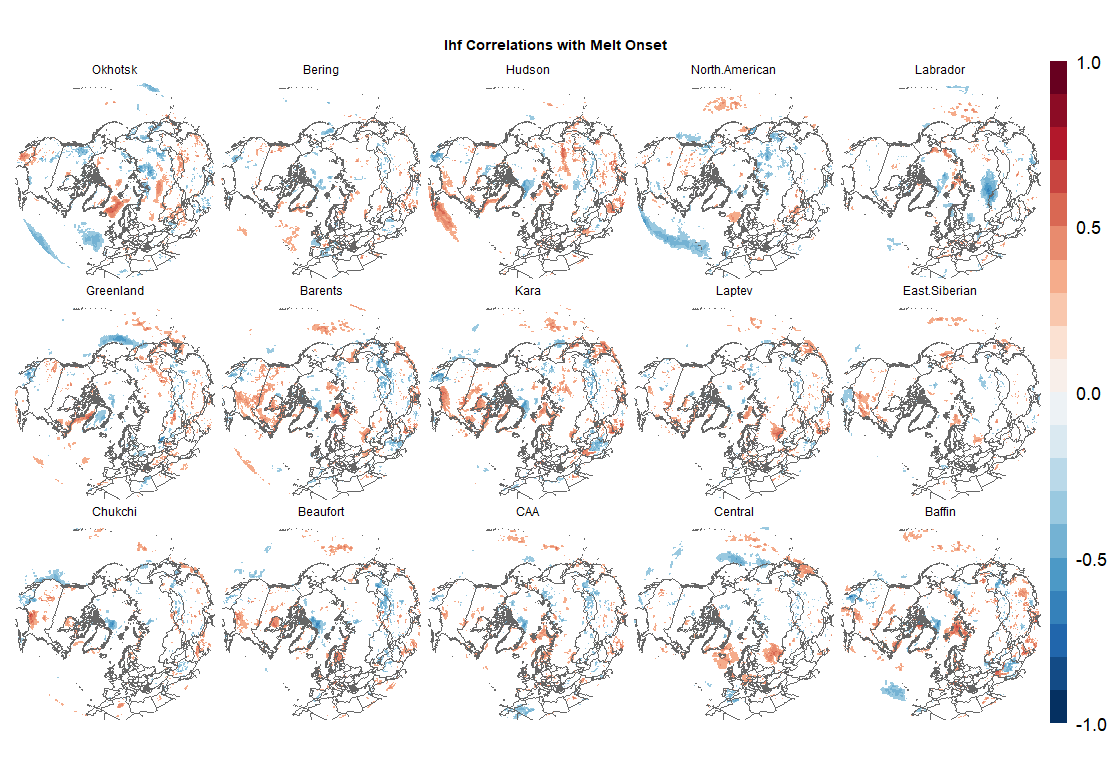 lhf Correlations with Melt Onset
Okhotsk
Bering
Hudson
North.American
Labrador
Greenland
Barents
Kara
Laptev
East.Siberian
Chukchi
Beaufort
CAA
Central
Baffin
1.0
0.5
0.0
-0.5
-1.0